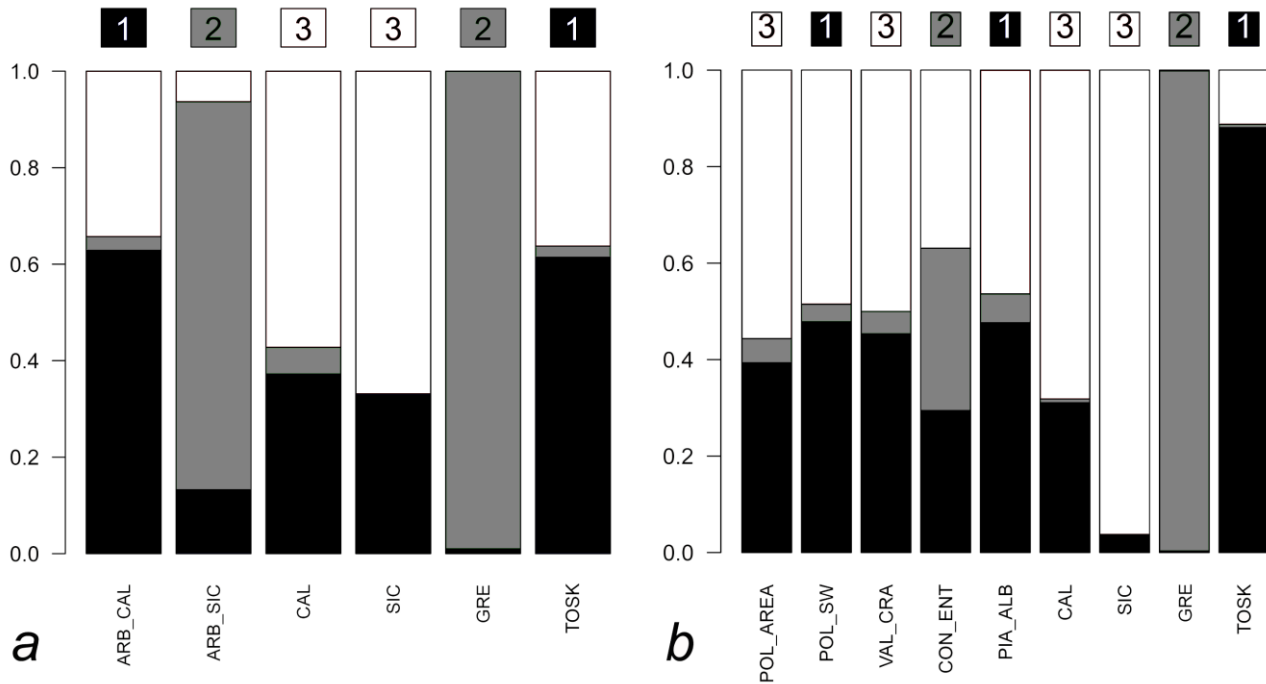 1 2 3 3 2 1
1.0
0.8
0.6
0.4
0.2
0.0
ARB_CAL
ARB_SIC
CAL
SIC
GRE
TOSK
a
3 1 3 2 1 3 3 2 1
1.0
0.8
0.6
0.4
0.2
0.0
POL_AREA
POL_SW
VAL_CRA
CON_ENT
PIA_ALB
CAL
SIC
GRE
TOSK
b